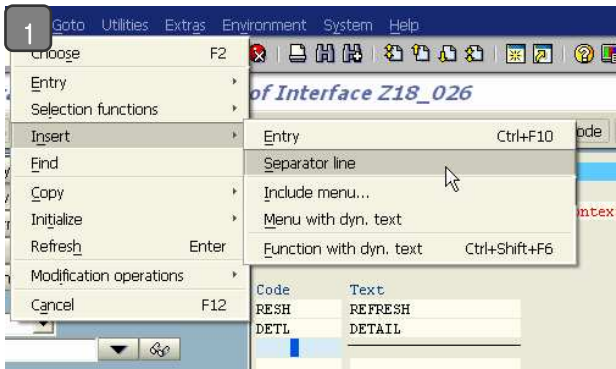 1
Goto Utilities Extras Environment System Help
Choose F2
Entry
of Interface Z18_026
Selection functions
Insert
Entry Ctrl+F10
ode
Find
Separator line
Copy
Include menu...
Initialize
Menu with dyn. text
ntex
Refresh Enter
Function with dyn. text Ctrl+Shift+F6
Modification operations
Cancel F12
Code Text
RESH REFRESH
DETL DETAIL